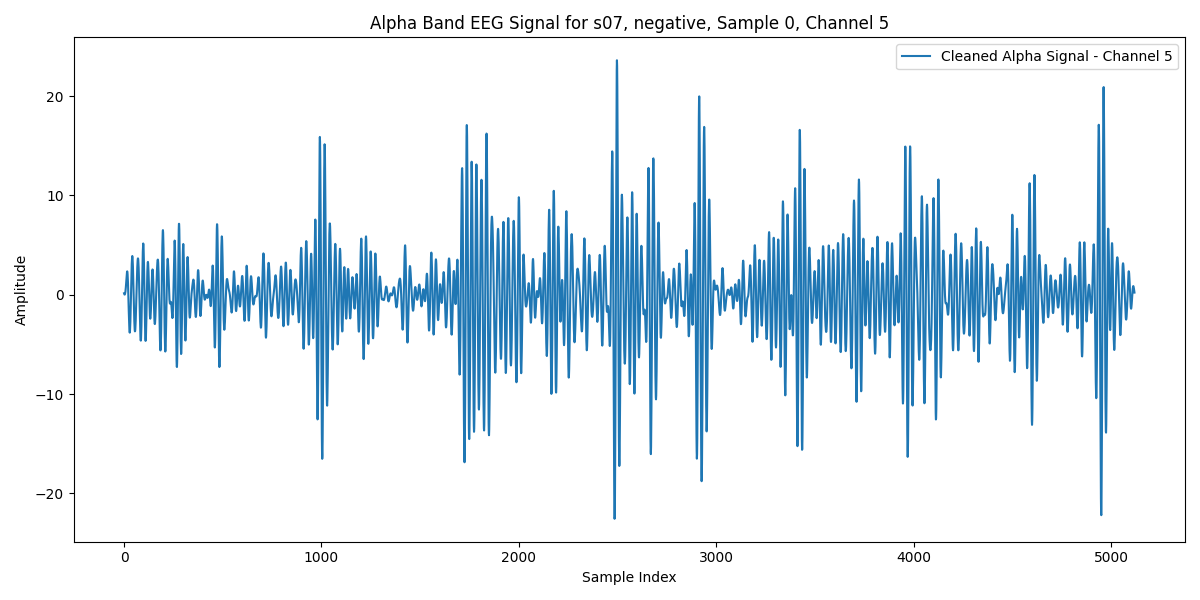 Alpha Band EEG Signal for s07, negative, Sample 0, Channel 5
Cleaned Alpha Signal - Channel 5
Amplitude
20
10
0
−10
−20
0 1000 2000 3000 4000 5000
Sample Index